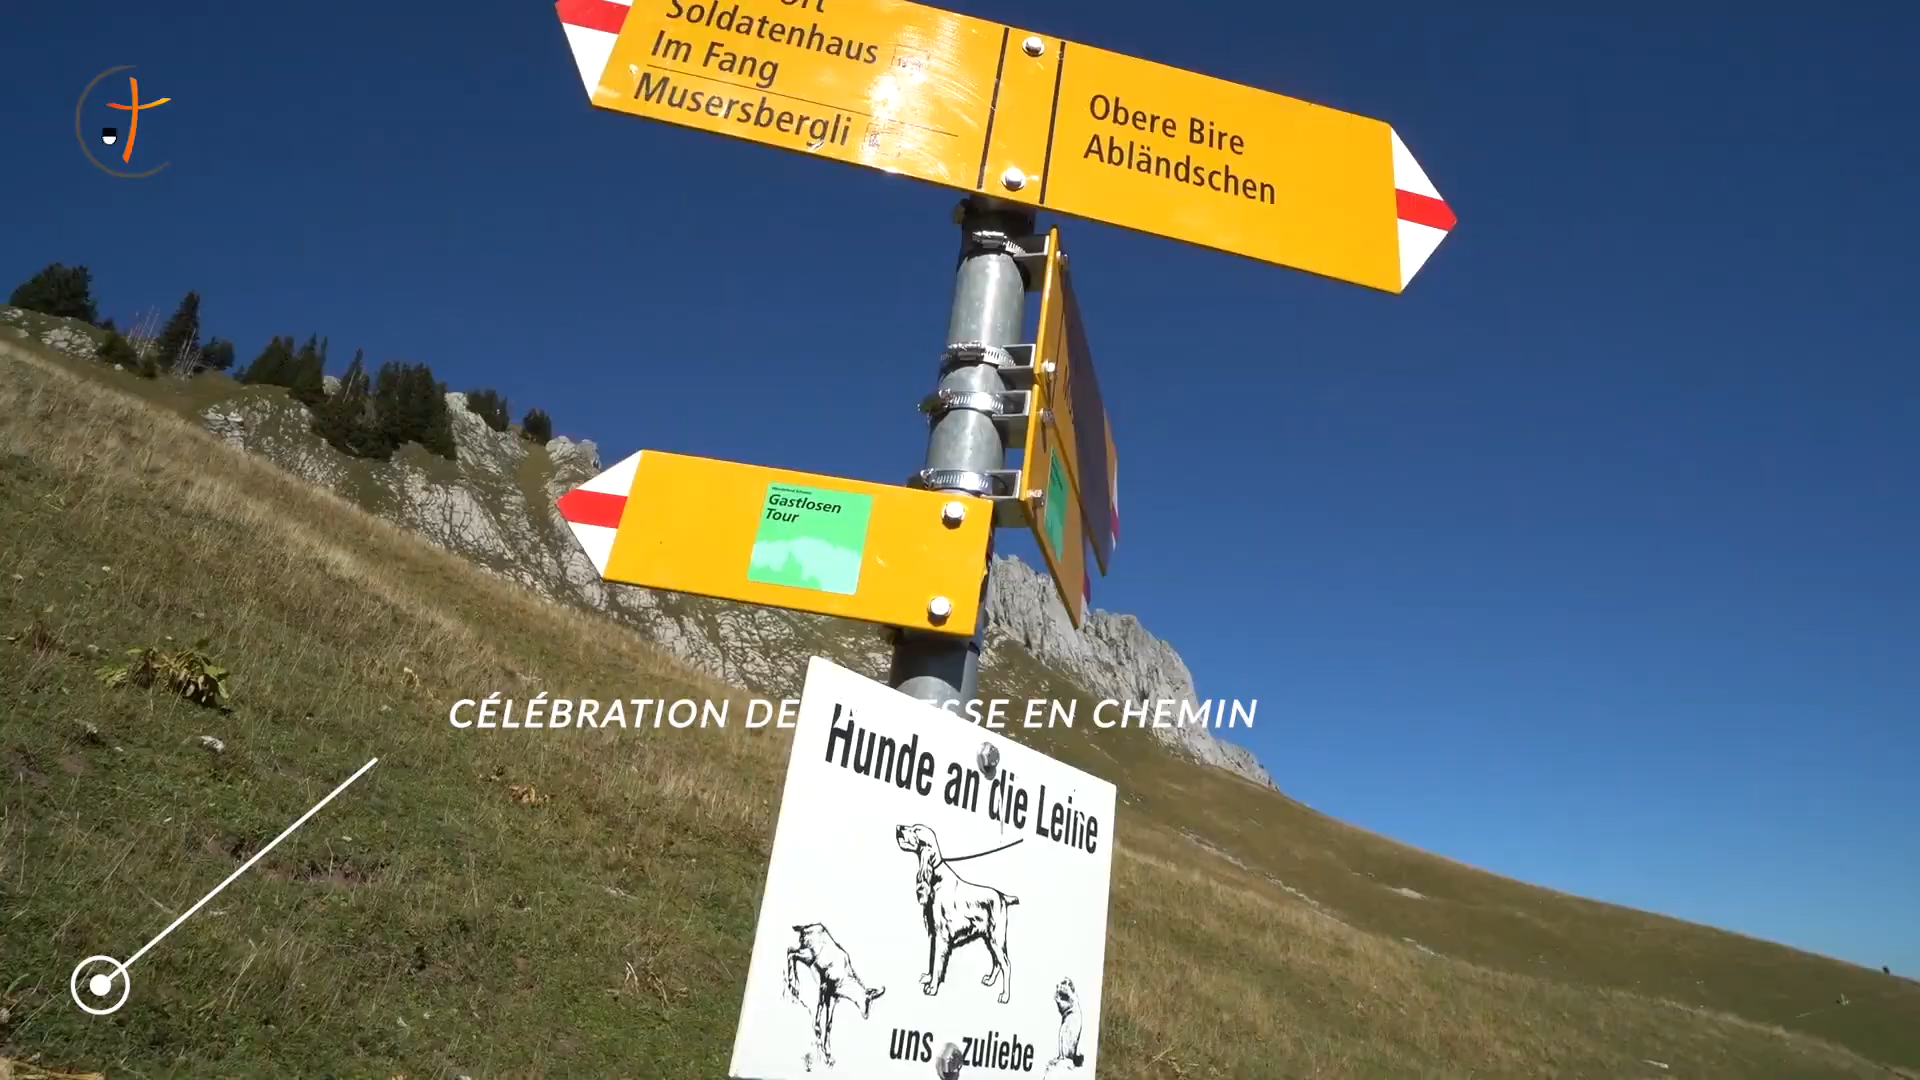 Soldatenhaus
Im Fang
Musersbergli
Obere Bire
Abländschen
Gastlosen
Tour
CÉLÉBRATION DE EN CHEMIN
Hunde an die Leine
uns zuliebe